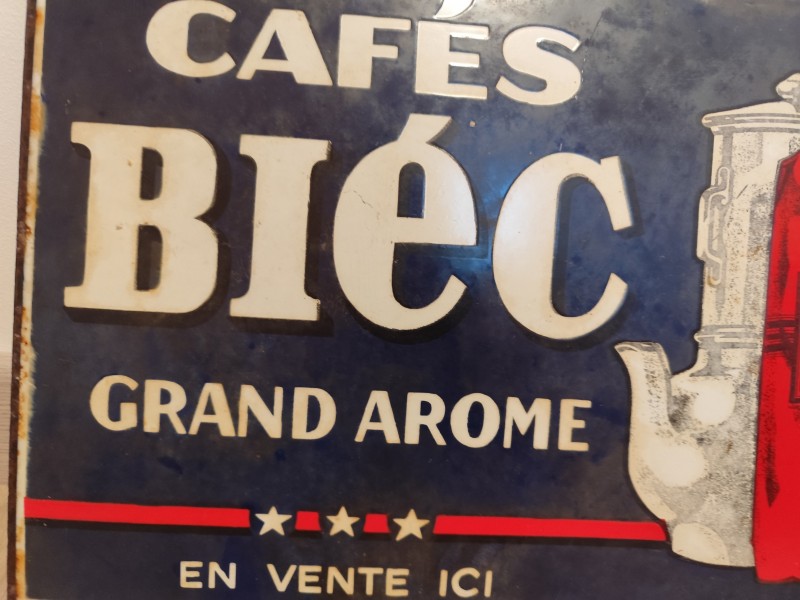 CAFÉS
BIéC
GRAND AROME
EN VENTE ICI